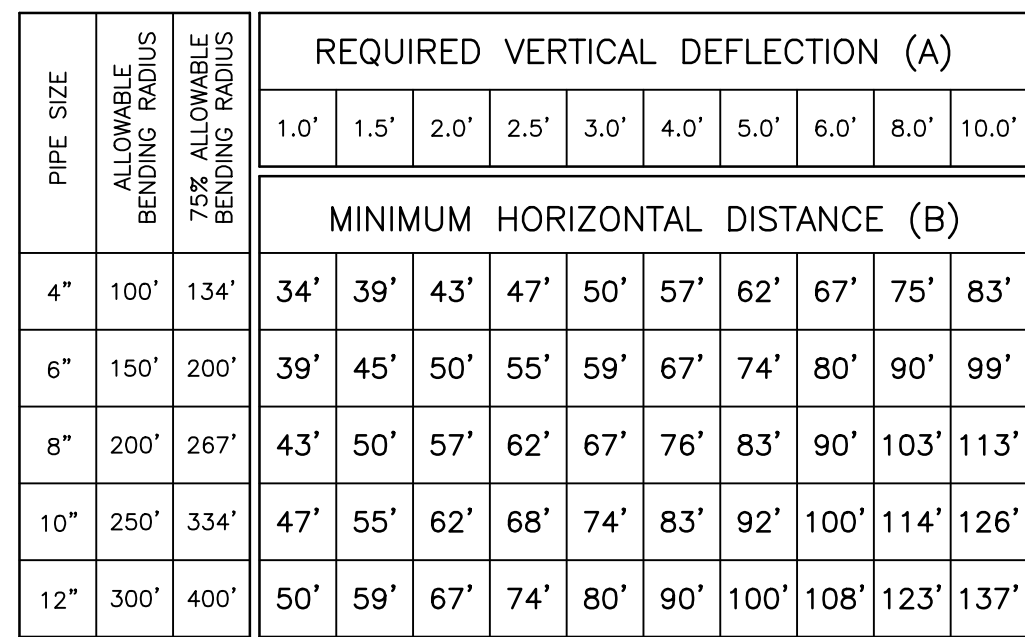 PIPE SIZE
ALLOWABLE
BENDING RADIUS
75% ALLOWABLE
BENDING RADIUS
REQUIRED VERTICAL DEFLECTION (A)
1.0' 1.5' 2.0' 2.5' 3.0' 4.0' 5.0' 6.0' 8.0' 10.0'
MINIMUM HORIZONTAL DISTANCE (B)
4" 100' 134' 34' 39' 43' 47' 50' 57' 62' 67' 75' 83'
6" 150' 200' 39' 45' 50' 55' 59' 67' 74' 80' 90' 99'
8" 200' 267' 43' 50' 57' 62' 67' 76' 83' 90' 103' 113'
10" 250' 334' 47' 55' 62' 68' 74' 83' 92' 100' 114' 126'
12" 300' 400' 50' 59' 67' 74' 80' 90' 100' 108' 123' 137'